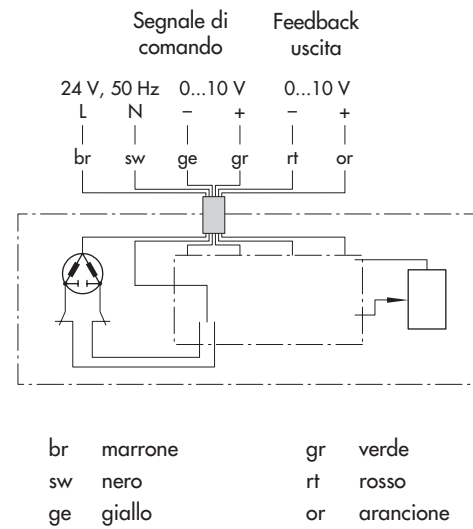 Segnale di comando Feedback uscita
24 V, 50 Hz 0...10 V 0...10 V
L N – + – +
br sw ge gr rt or
br marrone gr verde
sw nero rt rosso
ge giallo or arancione